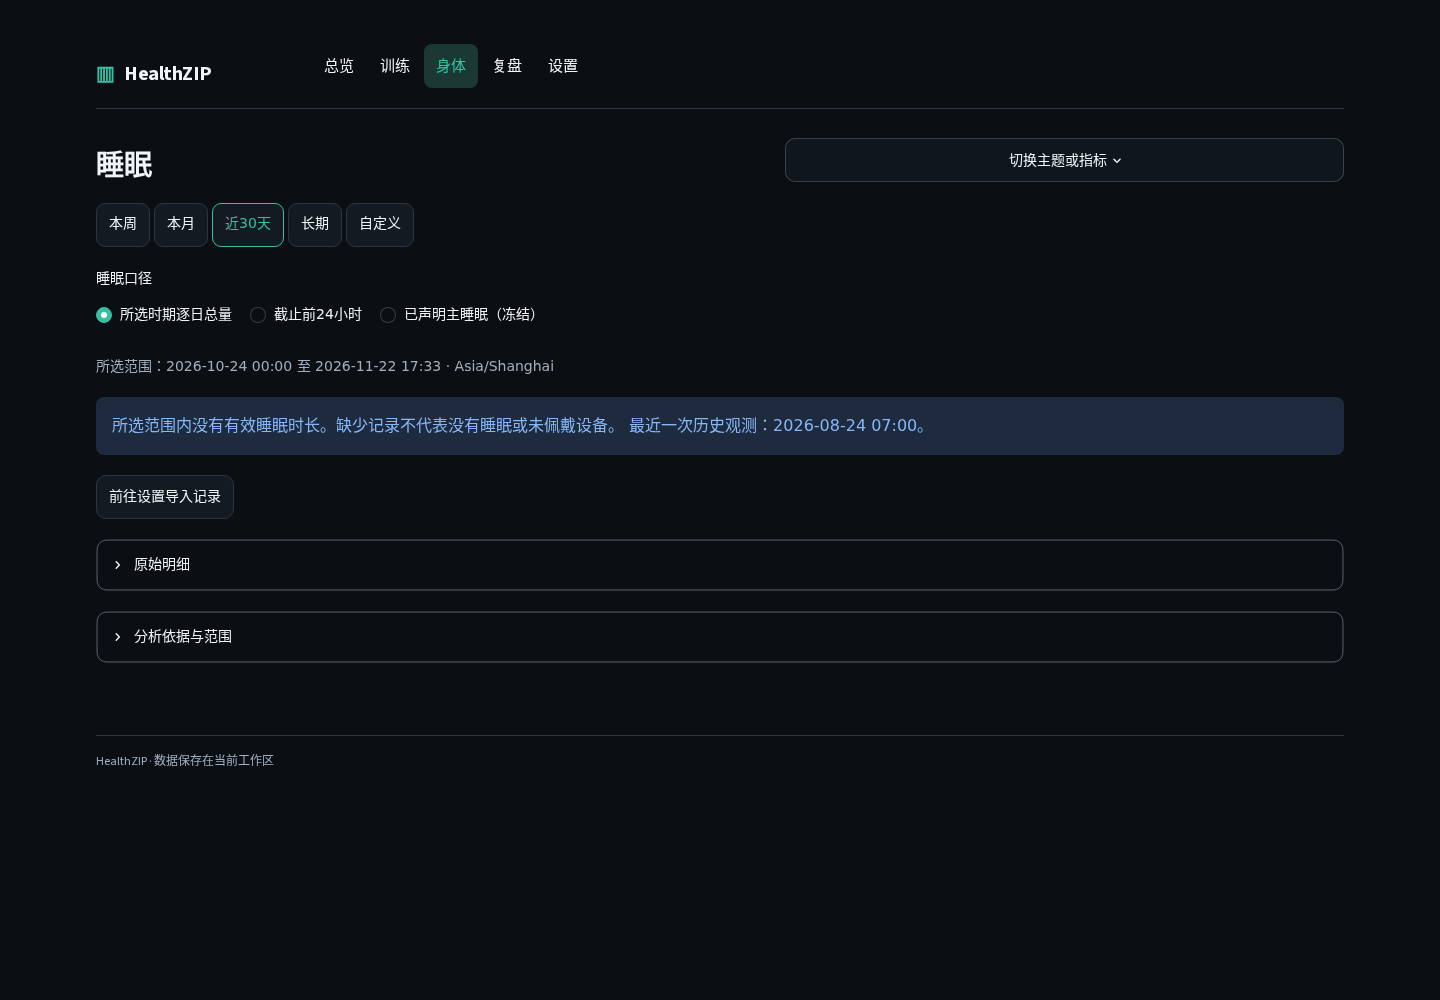 HealthZIP
总览 训练 身体 复盘 设置
睡眠
切换主题或指标
本周 本月 近30天 长期 自定义
睡眠口径
所选时期逐日总量 截止前24小时 已声明主睡眠（冻结）
所选范围：2026-10-24 00:00 至 2026-11-22 17:33 · Asia/Shanghai
所选范围内没有有效睡眠时长。缺少记录不代表没有睡眠或未佩戴设备。 最近一次历史观测：2026-08-24 07:00。
前往设置导入记录
原始明细
分析依据与范围
HealthZIP · 数据保存在当前工作区